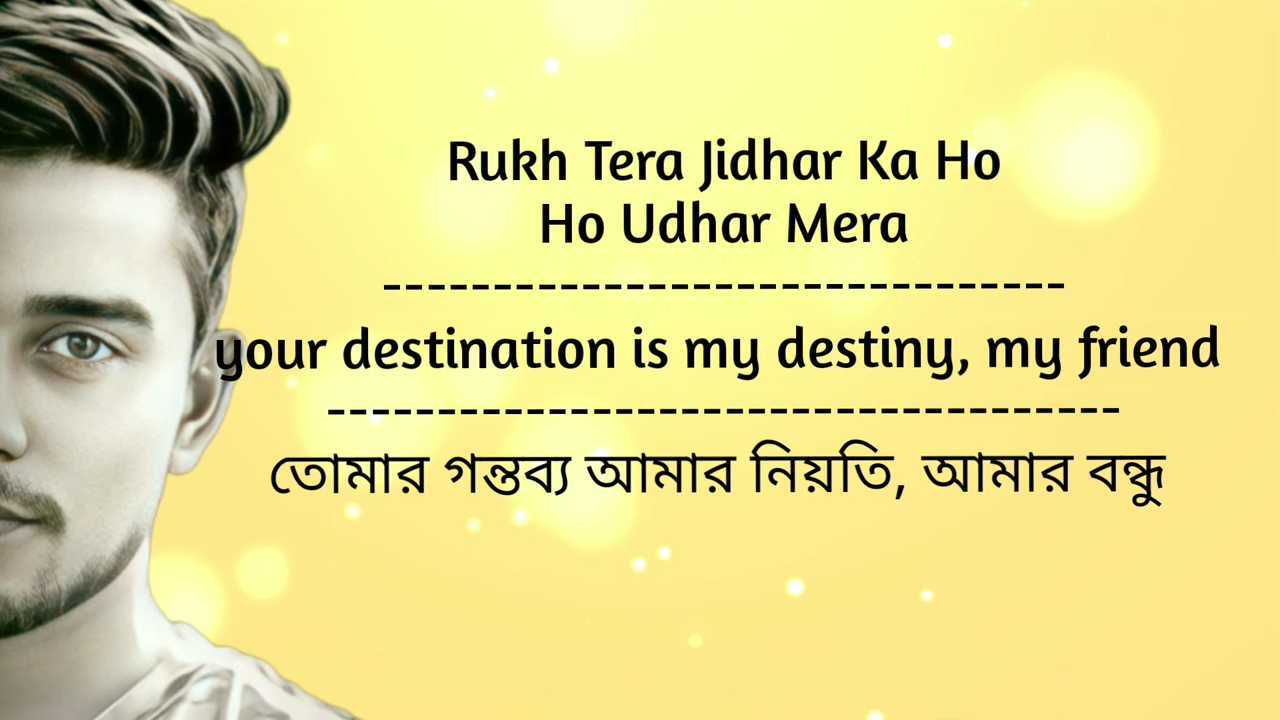 Rukh Tera Jidhar Ka Ho
Ho Udhar Mera
-------------------------------
your destination is my destiny, my friend
------------------------------------
তোমার গন্তব্য আমার নিয়তি, আমার বন্ধু